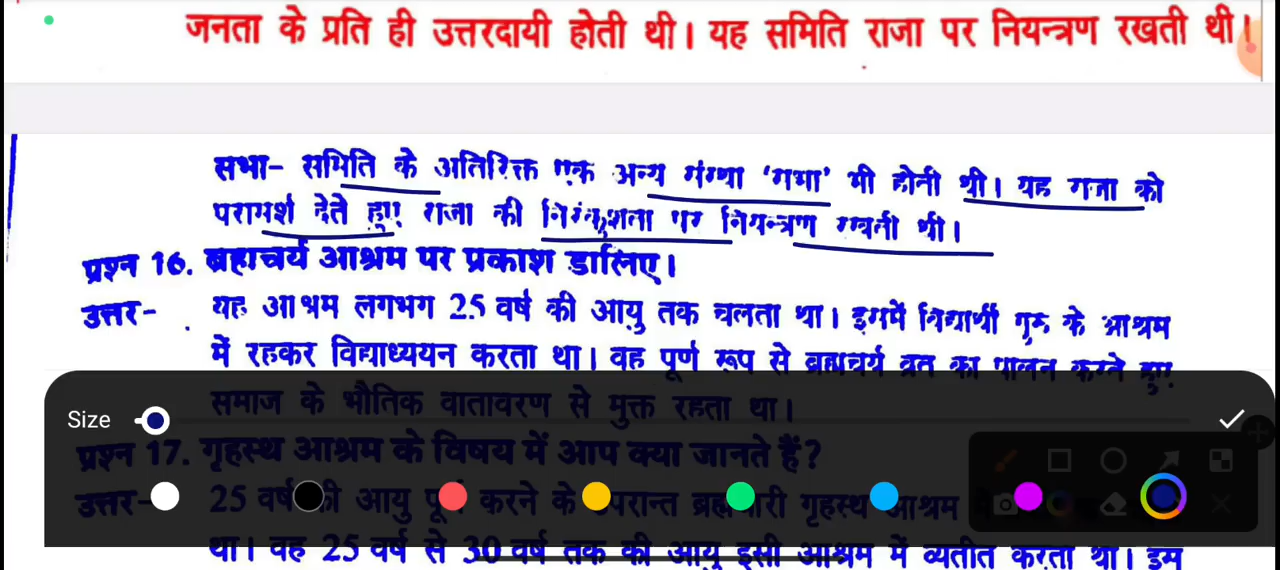 जनता के प्रति ही उत्तरदायी होती थी। यह समिति राजा पर नियन्त्रण रखती थी।
सभा- समिति के अतिरिक्त एक अन्य संस्था 'सभा' भी होती थी। यह राजा को
परामर्श देते हुए राजा की निरंकुशता पर नियन्त्रण रखती थी।
प्रश्न 16. ब्रह्मचर्य आश्रम पर प्रकाश डालिए।
उत्तर- यह आश्रम लगभग 25 वर्ष की आयु तक चलता था। इसमें विद्यार्थी गुरु के आश्रम
में रहकर विद्याध्ययन करता था। वह पूर्ण रूप से ब्रह्मचर्य व्रत का पालन करते हुए
समाज के भौतिक वातावरण से मुक्त रहता था।
Size
प्रश्न 17. गृहस्थ आश्रम के विषय में आप क्या जानते हैं?
उत्तर- 25 वर्ष की आयु पूर्ण करने के उपरान्त ब्रह्मचारी गृहस्थ आश्रम में
था। वह 25 वर्ष से 30 वर्ष तक की आयु इसी आश्रम में व्यतीत करता था। इस